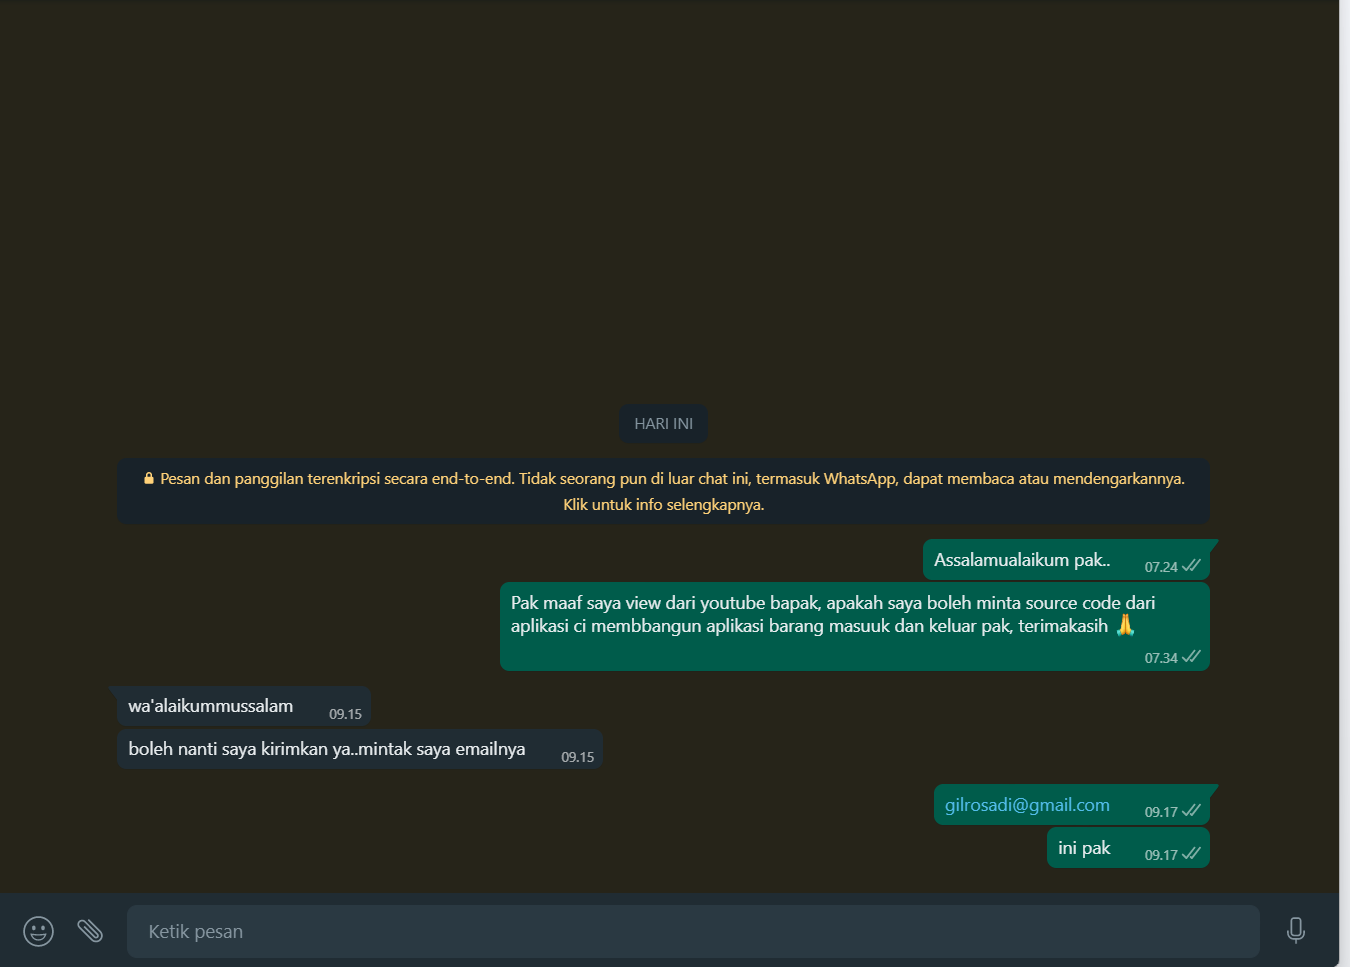 HARI INI
Pesan dan panggilan terenkripsi secara end-to-end. Tidak seorang pun di luar chat ini, termasuk WhatsApp, dapat membaca atau mendengarkannya.
Klik untuk info selengkapnya.
Assalamualaikum pak.. 07.24
Pak maaf saya view dari youtube bapak, apakah saya boleh minta source code dari
aplikasi ci membbangun aplikasi barang masuuk dan keluar pak, terimakasih 🙏
07.34
wa'alaikummussalam 09.15
boleh nanti saya kirimkan ya..mintak saya emailnya 09.15
gilrosadi@gmail.com 09.17
ini pak 09.17
Ketik pesan